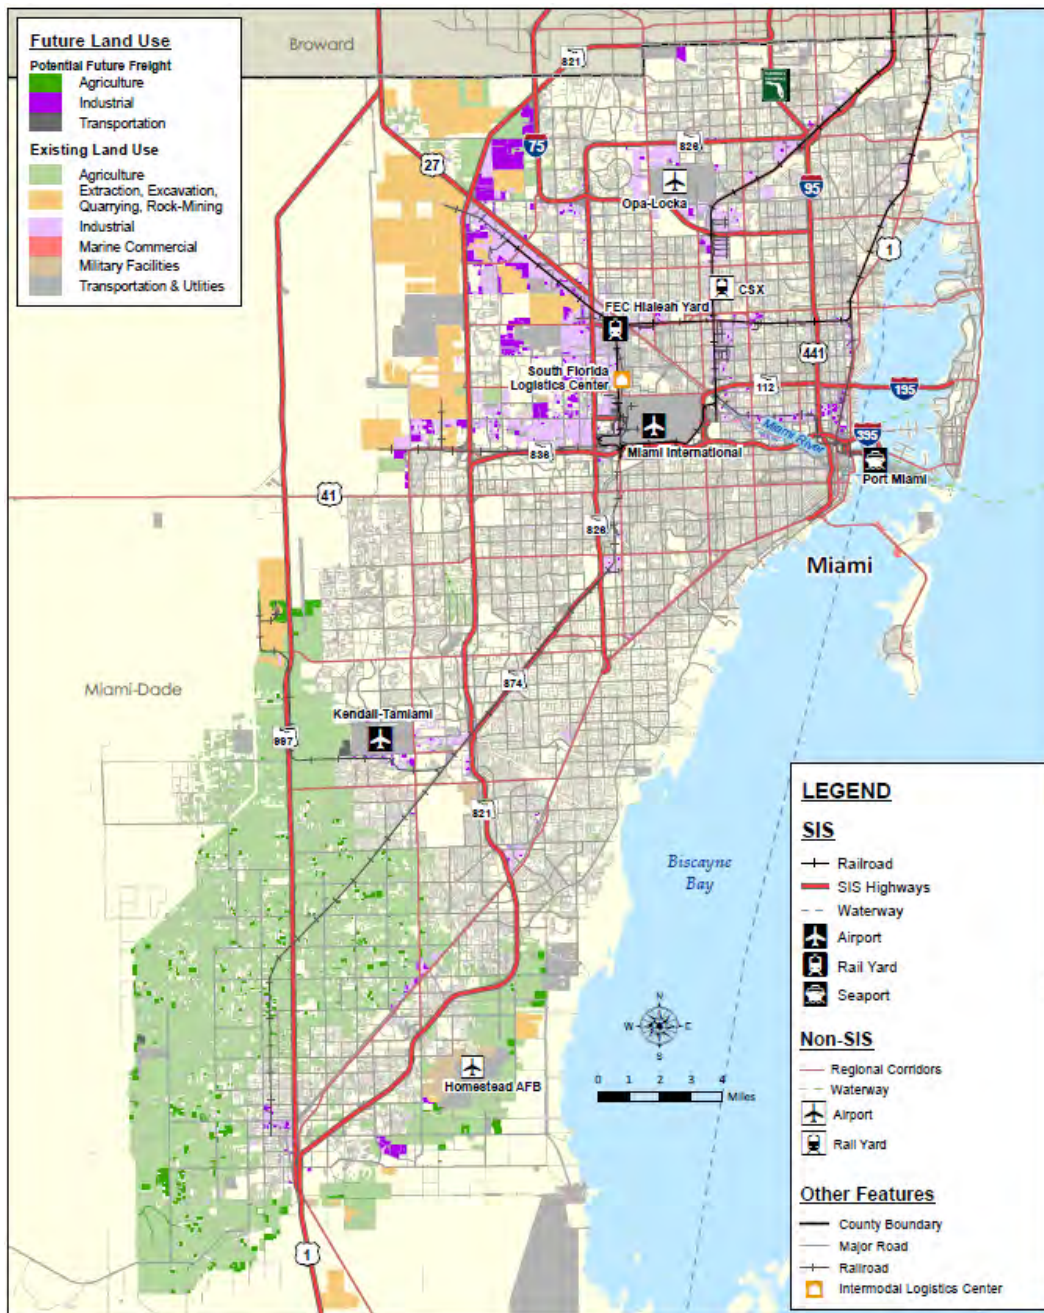 Future Land Use
Potential Future Freight
Agriculture
Industrial
Transportation
Existing Land Use
Agriculture
Extraction, Excavation,
Quarrying, Rock-Mining
Industrial
Marine Commercial
Military Facilities
Transportation & Utlities
Broward
821
27
75
826
95
Opa-Locka
1
CSX
FEC Hialeah Yard
441
South Florida
Logistics Center
112
195
Miami River
395
Miami International
836
Port Miami
41
826
Miami
874
Miami-Dade
Kendall-Tamiami
997
821
Biscayne
Bay
Homestead AFB
1
N
W
E
S
0 1 2 3 4
Miles
LEGEND
SIS
Railroad
SIS Highways
Waterway
Airport
Rail Yard
Seaport
Non-SIS
Regional Corridors
Waterway
Airport
Rail Yard
Other Features
County Boundary
Major Road
Railroad
Intermodal Logistics Center